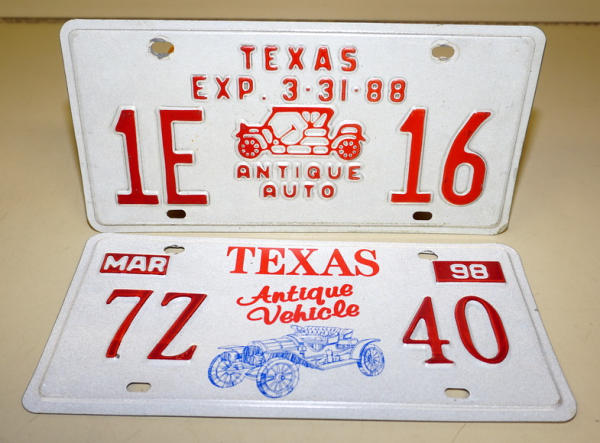 TEXAS
EXP. 3-31-88
1E 16
ANTIQUE
AUTO
MAR TEXAS 98
Antique
Vehicle
7Z 40